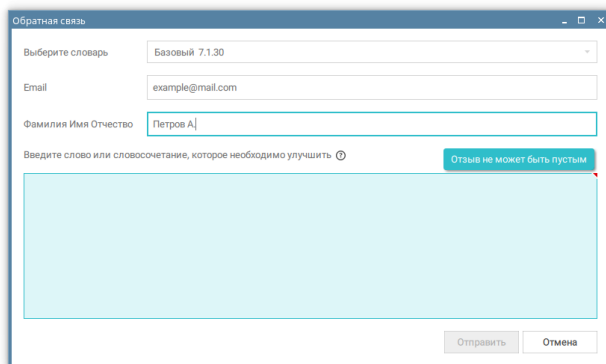 Обратная связь
Выберите словарь
Базовый 7.1.30
Email
example@mail.com
Фамилия Имя Отчество
Петров А.
Введите слово или словосочетание, которое необходимо улучшить ?
Отзыв не может быть пустым
Отправить
Отмена